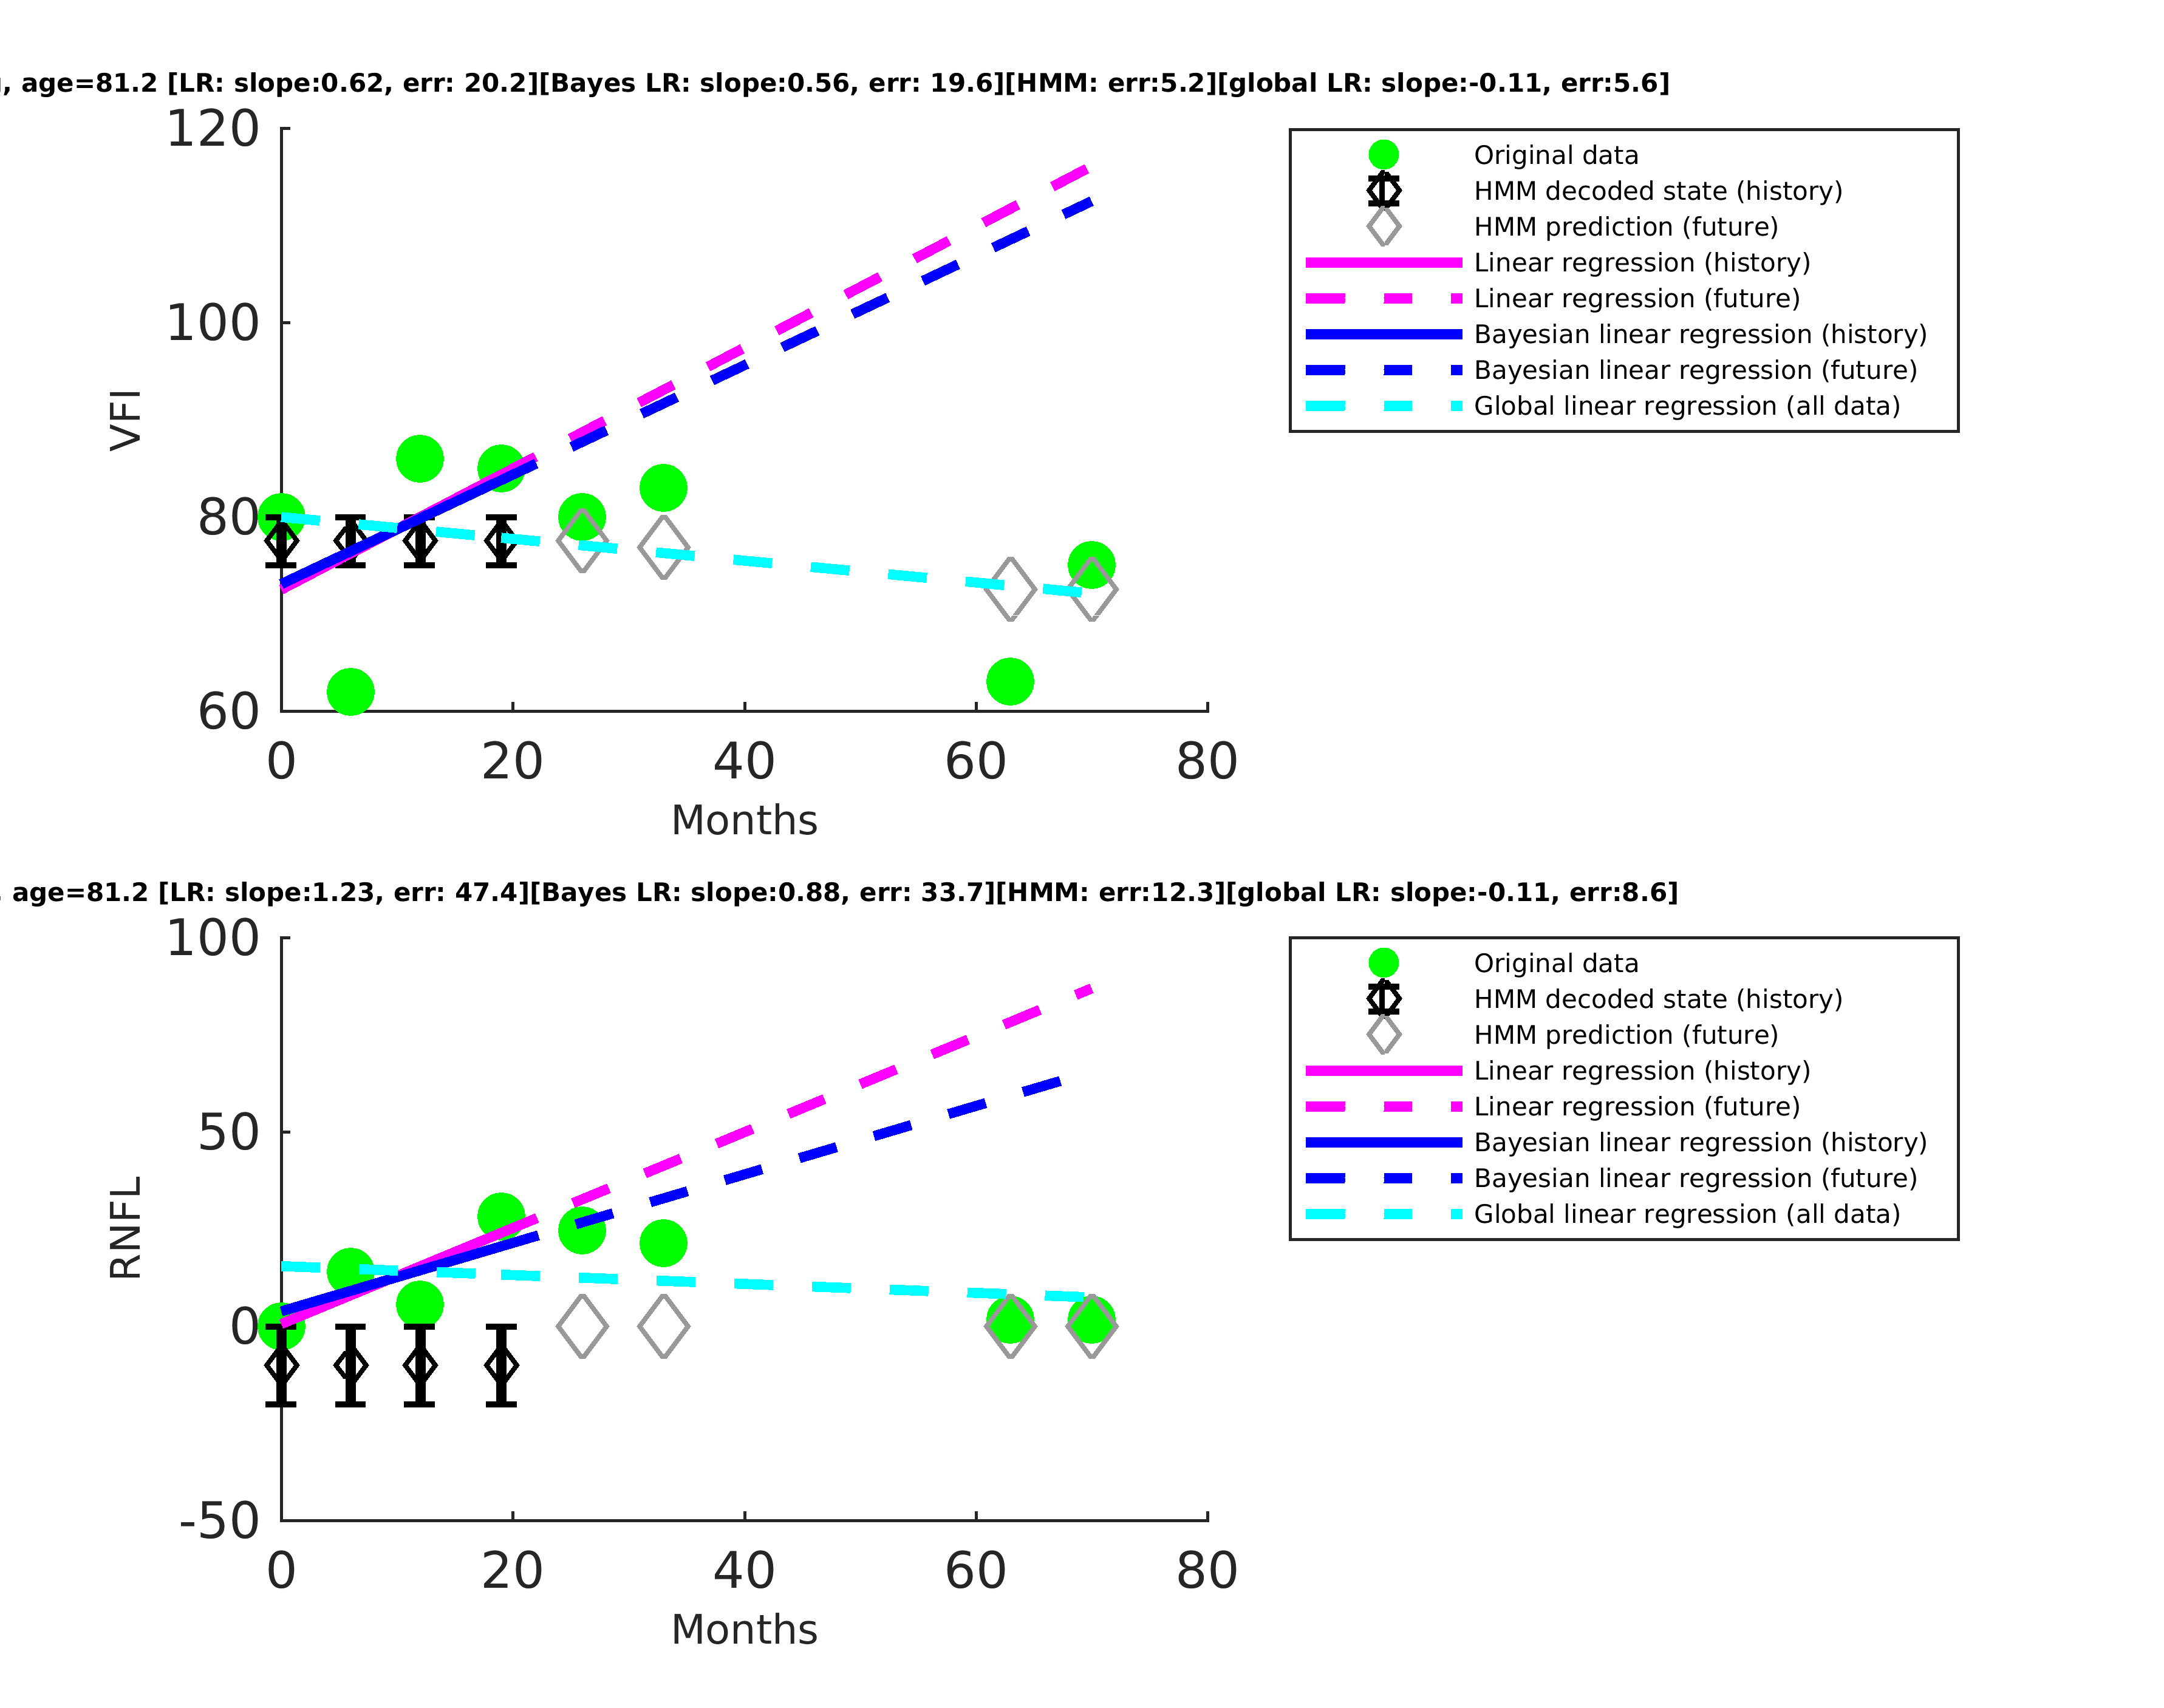 , age=81.2 [LR: slope:0.62, err: 20.2][Bayes LR: slope:0.56, err: 19.6][HMM: err:5.2][global LR: slope:-0.11, err:5.6]
120
100
80
60
VFI
0 20 40 60 80
Months
Original data
HMM decoded state (history)
HMM prediction (future)
Linear regression (history)
Linear regression (future)
Bayesian linear regression (history)
Bayesian linear regression (future)
Global linear regression (all data)
, age=81.2 [LR: slope:1.23, err: 47.4][Bayes LR: slope:0.88, err: 33.7][HMM: err:12.3][global LR: slope:-0.11, err:8.6]
100
50
0
-50
RNFL
0 20 40 60 80
Months
Original data
HMM decoded state (history)
HMM prediction (future)
Linear regression (history)
Linear regression (future)
Bayesian linear regression (history)
Bayesian linear regression (future)
Global linear regression (all data)